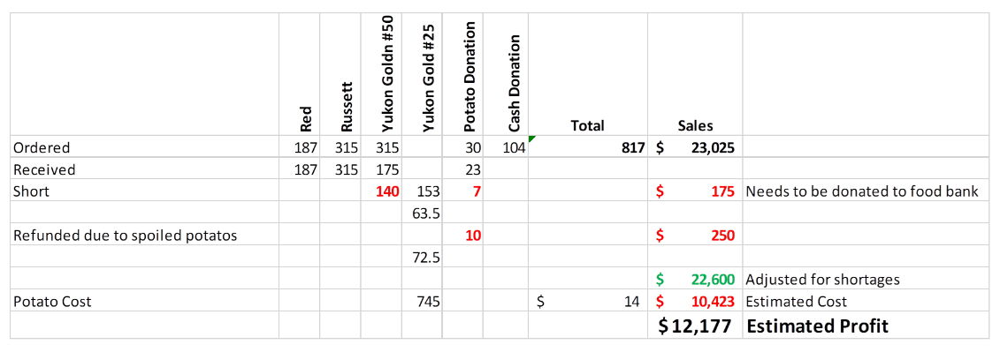 Red Russett Yukon Goldn #50 Yukon Gold #25 Potato Donation Cash Donation Total Sales
Ordered 187 315 315 30 104 817 $ 23,025
Received 187 315 175 23
Short 140 153 7 $ 175 Needs to be donated to food bank
63.5
Refunded due to spoiled potatos 10 $ 250
72.5
$ 22,600 Adjusted for shortages
Potato Cost 745 $ 14 $ 10,423 Estimated Cost
$12,177 Estimated Profit